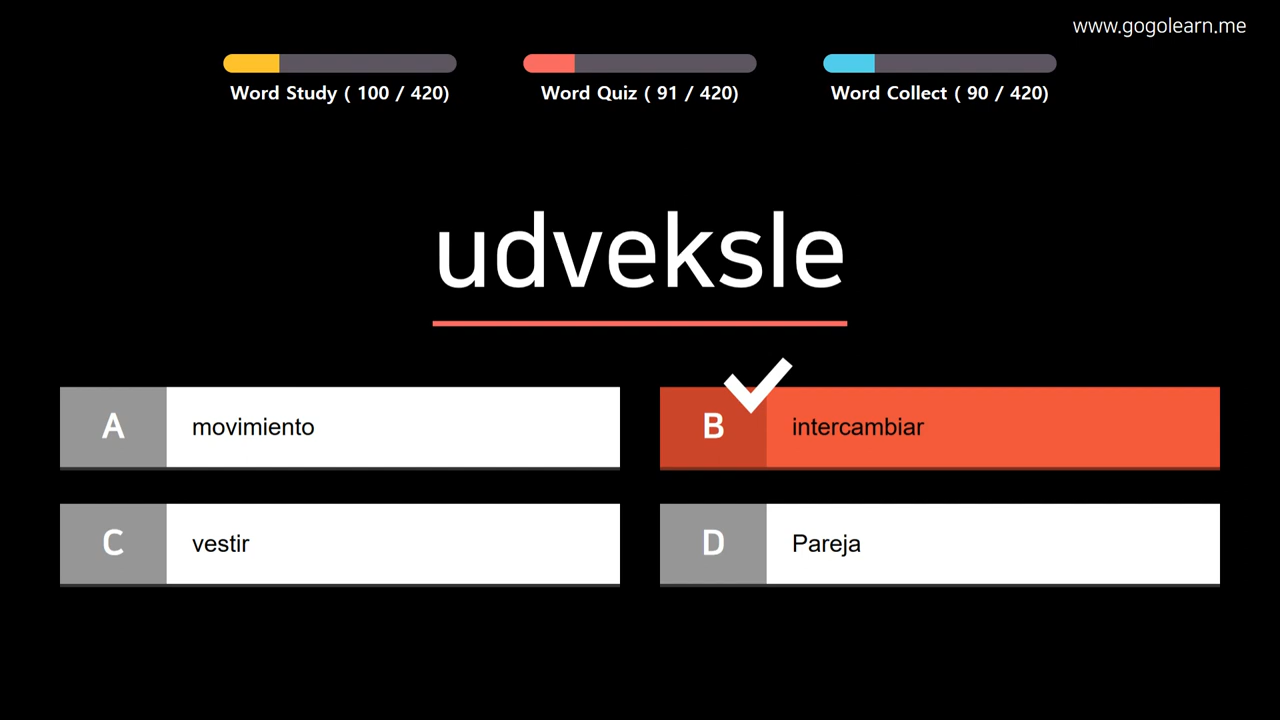 www.gogolearn.me
Word Study ( 100 / 420)
Word Quiz ( 91 / 420)
Word Collect ( 90 / 420)
udveksle
A movimiento
B intercambiar
C vestir
D Pareja